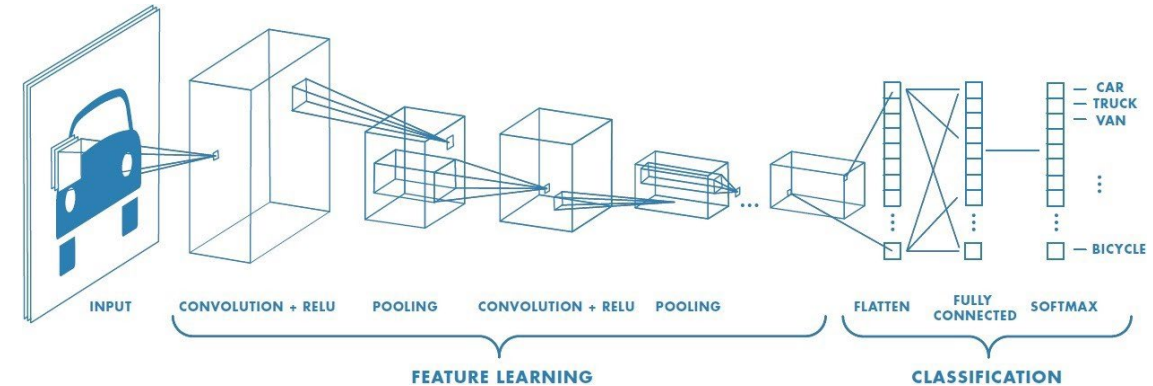 CAR
TRUCK
VAN
BICYCLE
INPUT
CONVOLUTION + RELU
POOLING
CONVOLUTION + RELU
POOLING
FLATTEN
FULLY
CONNECTED
SOFTMAX
FEATURE LEARNING
CLASSIFICATION